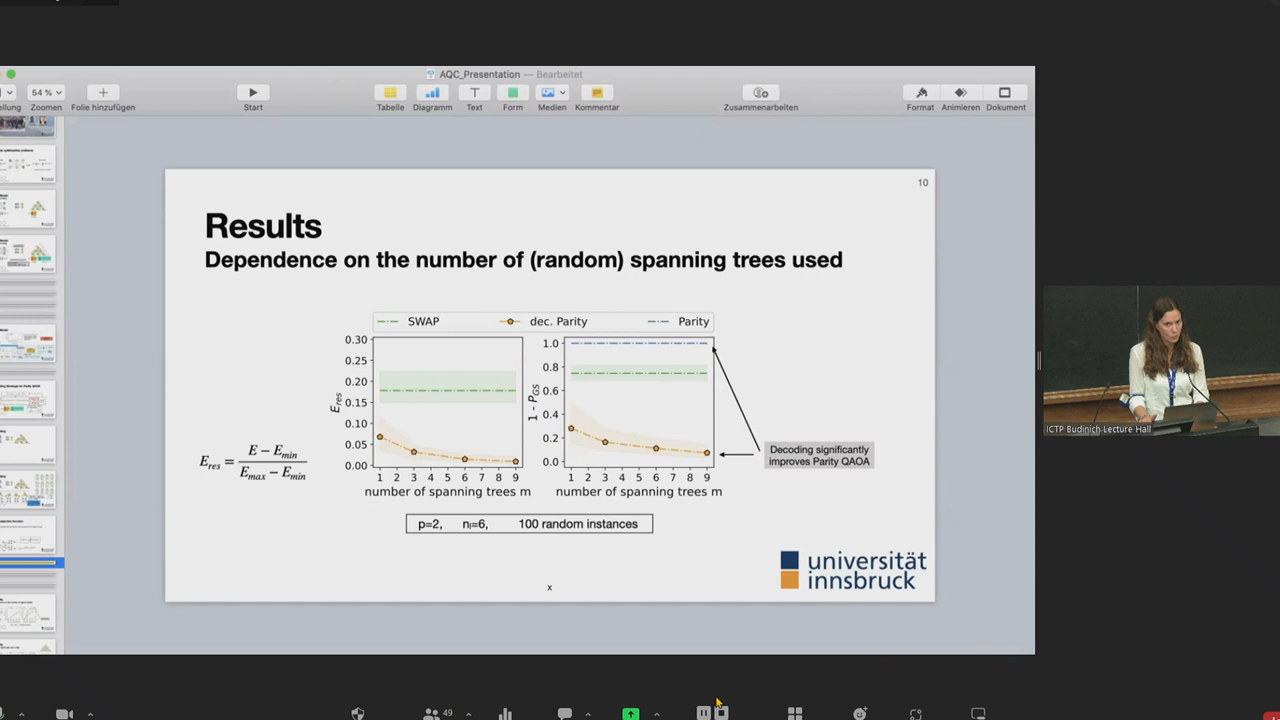 AQC_Presentation — Bearbeitet
54 %
Zoomen
Folie hinzufügen
Start
Tabelle
Diagramm
Text
Form
Medien
Kommentar
Zusammenarbeiten
Format
Animieren
Dokument
10
Results
Dependence on the number of (random) spanning trees used
SWAP
dec. Parity
Parity
0.30
0.25
0.20
0.15
0.10
0.05
0.00
E_res
1 2 3 4 5 6 7 8 9
number of spanning trees m
1.0
0.8
0.6
0.4
0.2
0.0
1 - P_GS
1 2 3 4 5 6 7 8 9
number of spanning trees m
E_res = (E − E_min) / (E_max − E_min)
Decoding significantly
improves Parity QAOA
p=2, nₗ=6, 100 random instances
x
universität
innsbruck
ICTP Budinich Lecture Hall
49